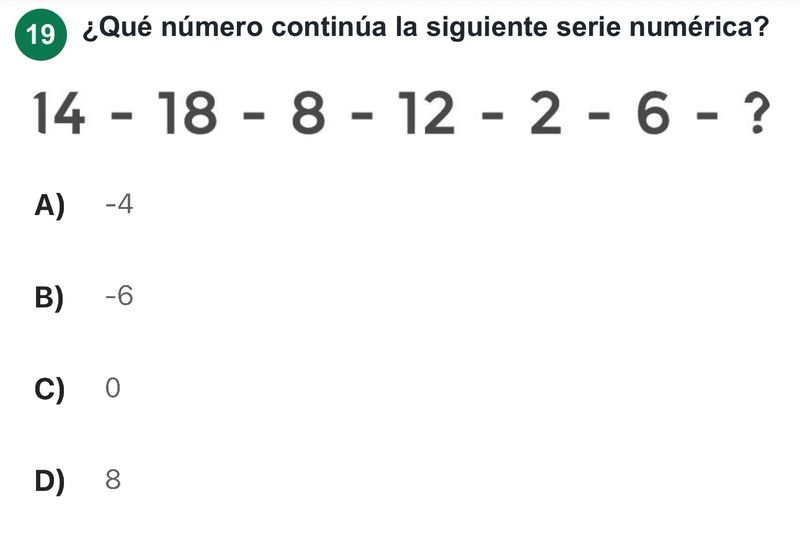 19 ¿Qué número continúa la siguiente serie numérica?
14 - 18 - 8 - 12 - 2 - 6 - ?
A) -4
B) -6
C) 0
D) 8